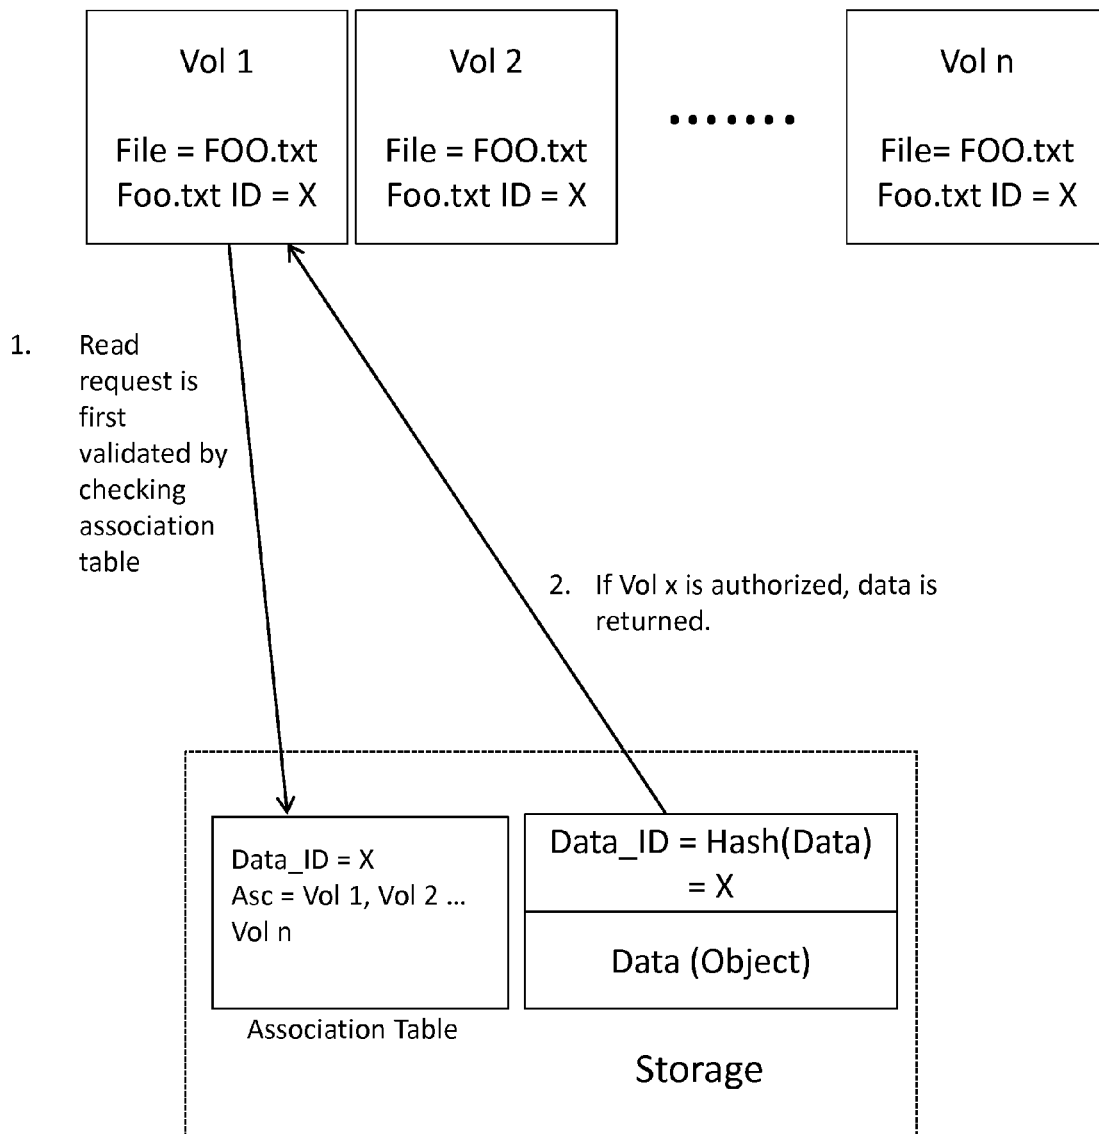 Vol 1
File = FOO.txt
Foo.txt ID = X
Vol 2
File = FOO.txt
Foo.txt ID = X
.......
Vol n
File= FOO.txt
Foo.txt ID = X
1. Read
request is
first
validated by
checking
association
table
2. If Vol x is authorized, data is
returned.
Data_ID = X
Asc = Vol 1, Vol 2 ...
Vol n
Association Table
Data_ID = Hash(Data)
= X
Data (Object)
Storage